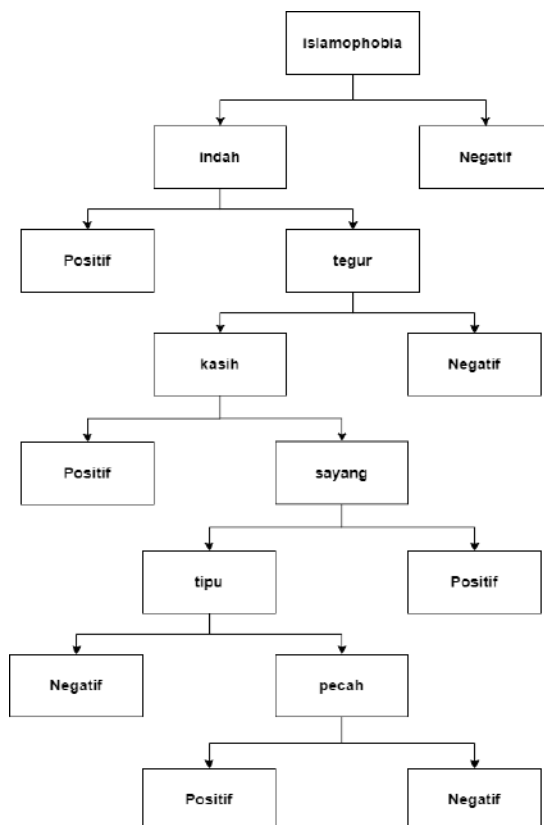 Islamophobia
Indah
Negatif
Positif
tegur
kasih
Negatif
Positif
sayang
tipu
Positif
Negatif
pecah
Positif
Negatif